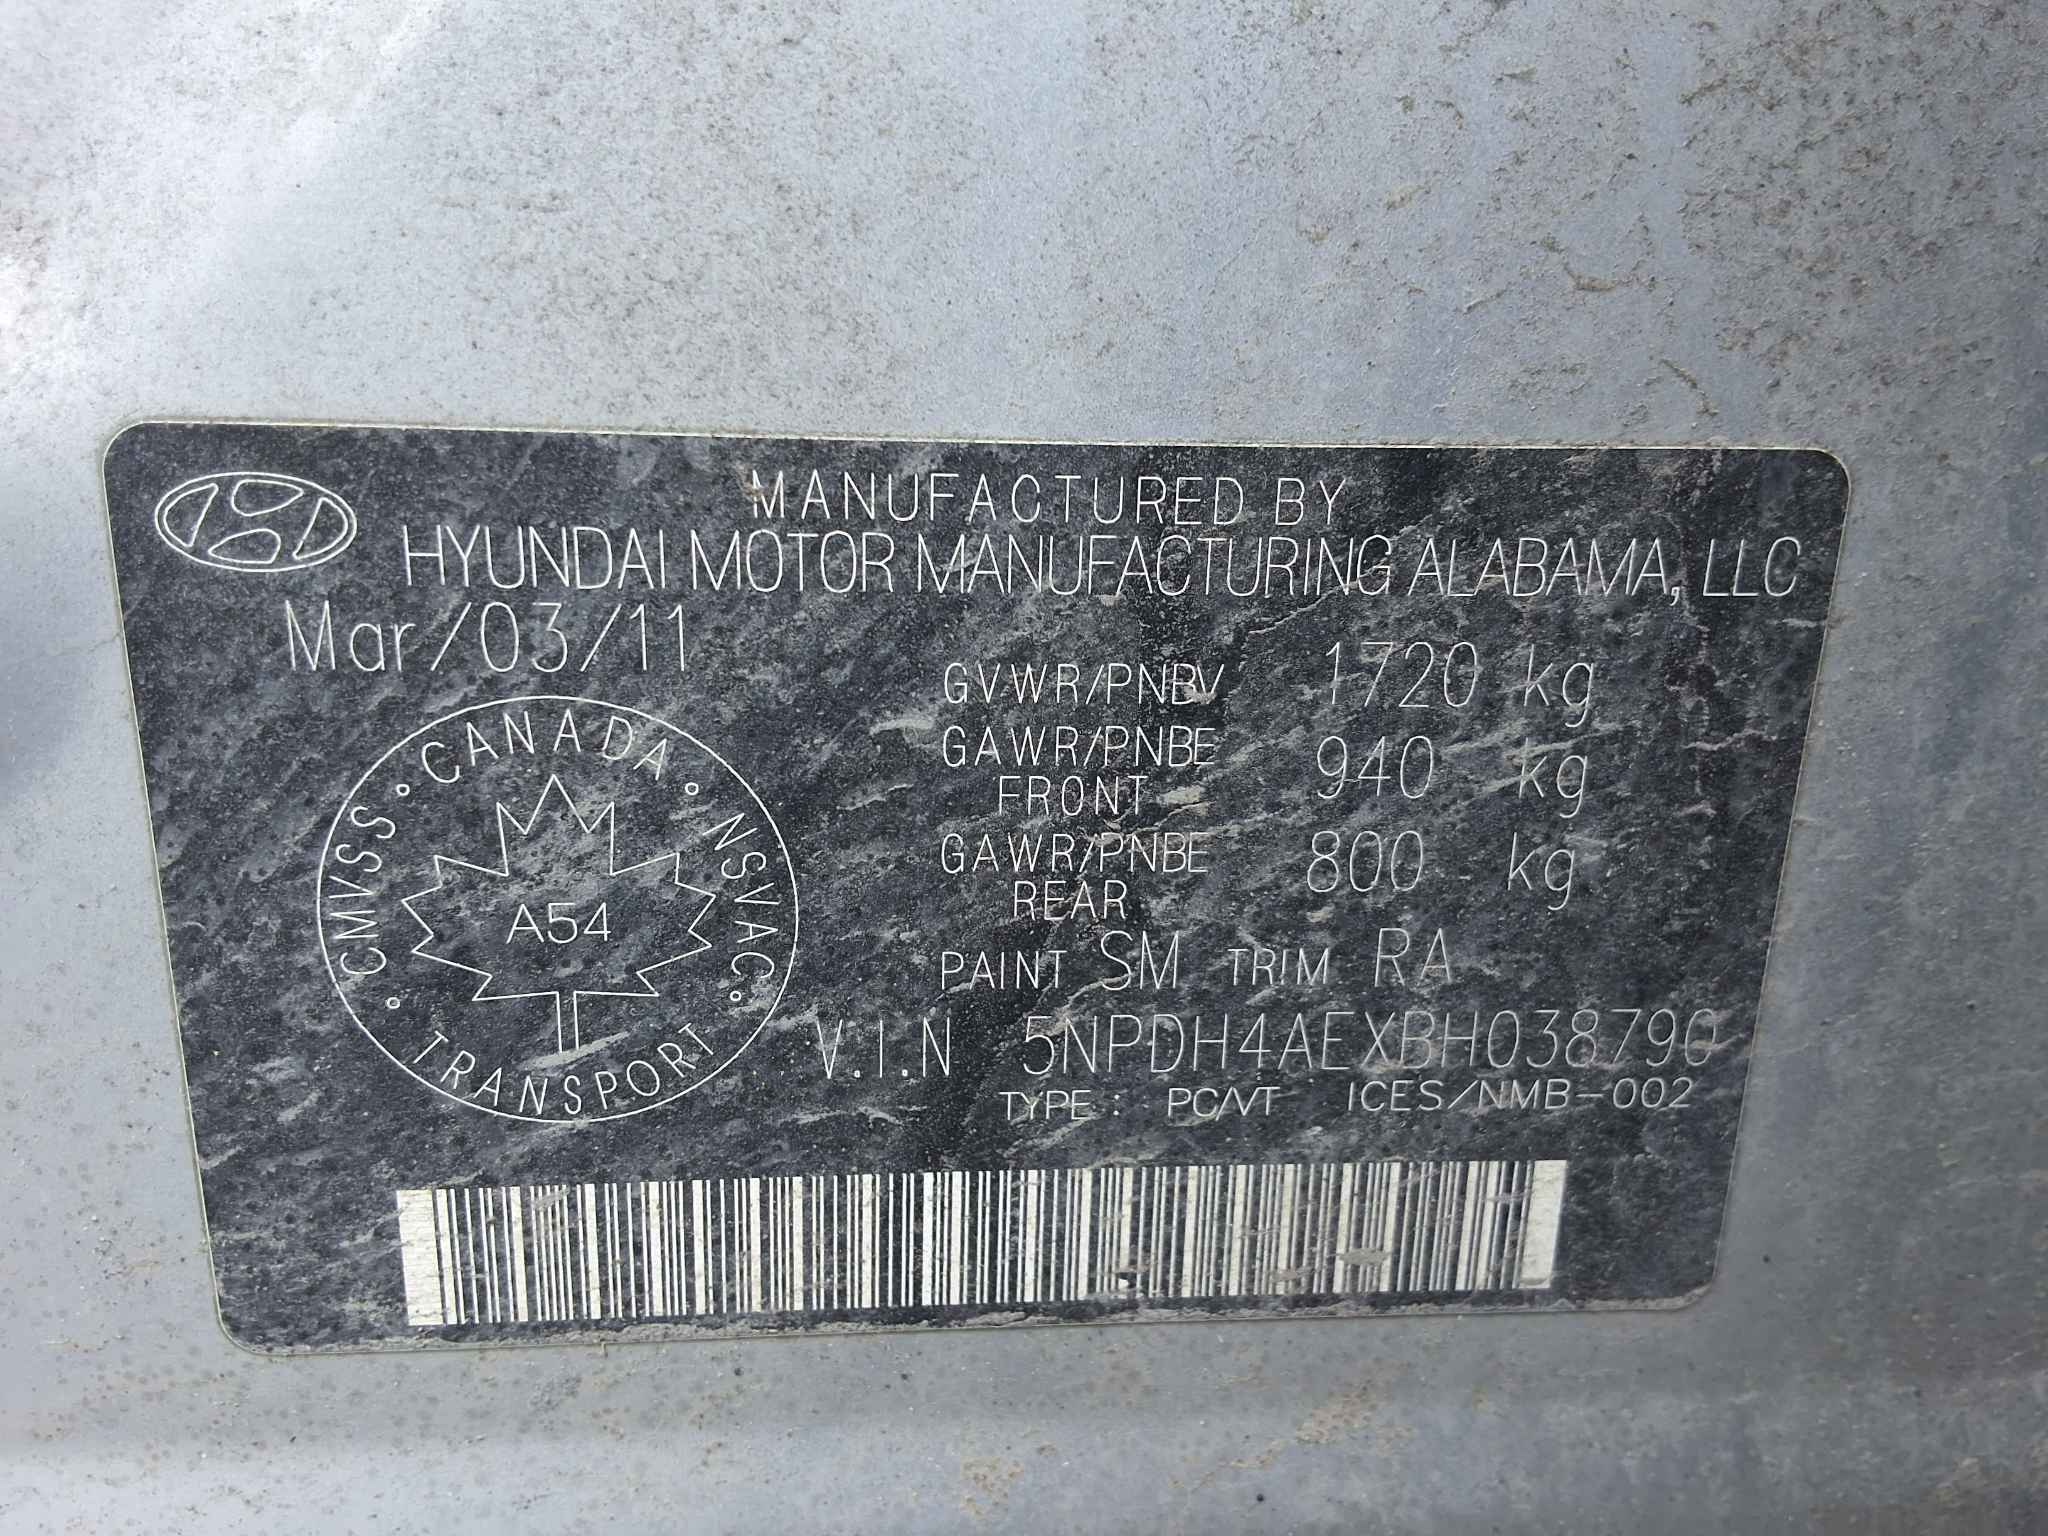 MANUFACTURED BY
HYUNDAI MOTOR MANUFACTURING ALABAMA, LLC
Mar/03/11
GVWR/PNBV 1720 kg
GAWR/PNBE FRONT 940 kg
GAWR/PNBE REAR 800 kg
PAINT SM TRIM RA
V.I.N 5NPDH4AEXBH038790
TYPE: PC/VT ICES/NMB-002
CMVSS · CANADA · NSVAC · TRANSPORT ·
A54